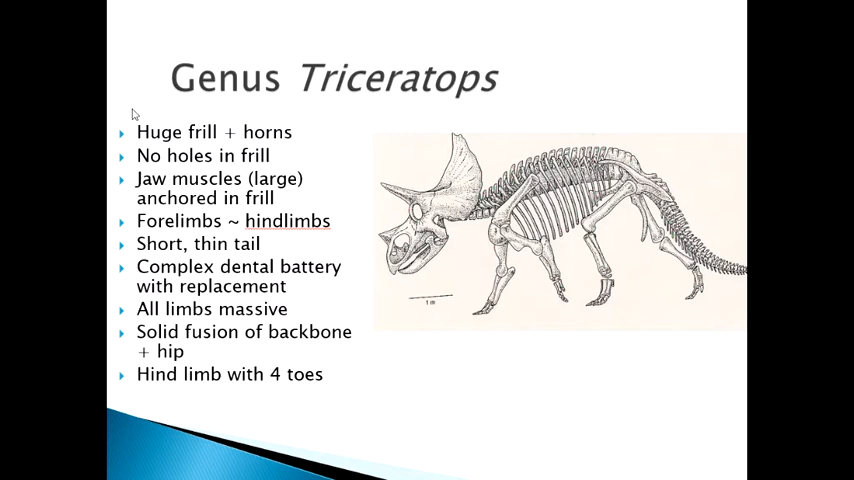 Genus Triceratops
Huge frill + horns
No holes in frill
Jaw muscles (large)
anchored in frill
Forelimbs ~ hindlimbs
Short, thin tail
Complex dental battery
with replacement
All limbs massive
Solid fusion of backbone
+ hip
Hind limb with 4 toes
1 m